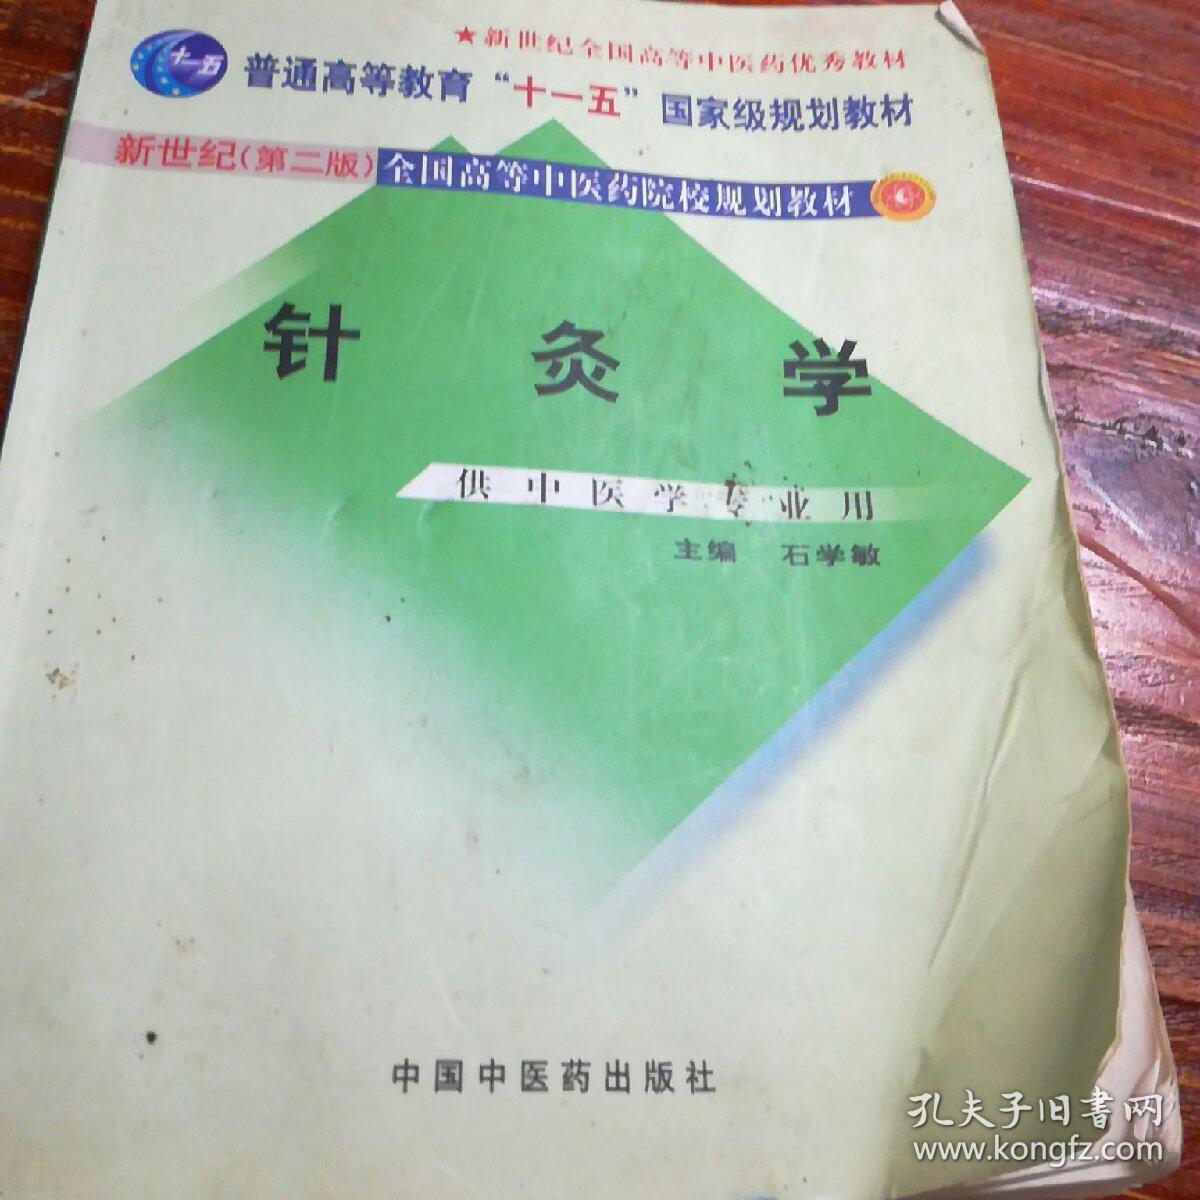 ★新世纪全国高等中医药优秀教材
十一五
普通高等教育“十一五”国家级规划教材
新世纪(第二版)全国高等中医药院校规划教材
针灸学
供中医学专业用
主编 石学敏
中国中医药出版社
孔夫子旧书网
www.kongfz.com